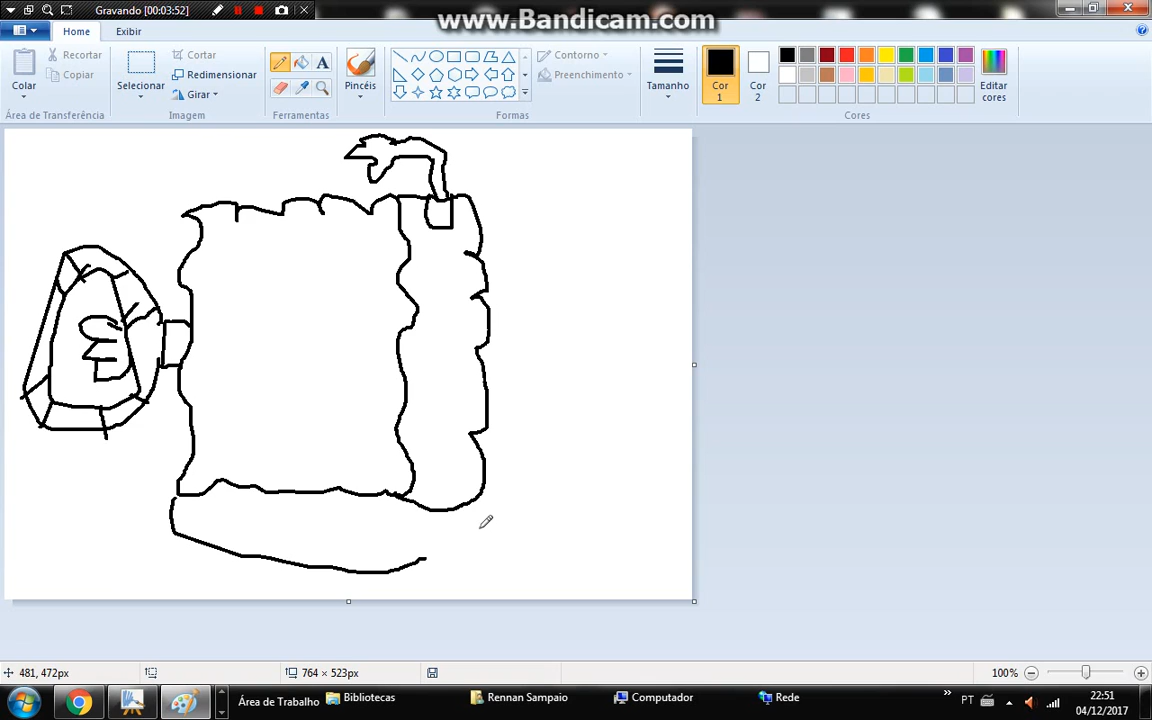 Gravando [00:03:52]
www.Bandicam.com
Home Exibir
Colar
Recortar
Copiar
Área de Transferência
Selecionar
Cortar
Redimensionar
Girar
Imagem
A
Ferramentas
Pincéis
Contorno
Preenchimento
Formas
Tamanho
Cor
1
Cor
2
Editar
cores
Cores
481, 472px
764 × 523px
100%
Área de Trabalho Bibliotecas Rennan Sampaio Computador Rede » PT
22:51
04/12/2017